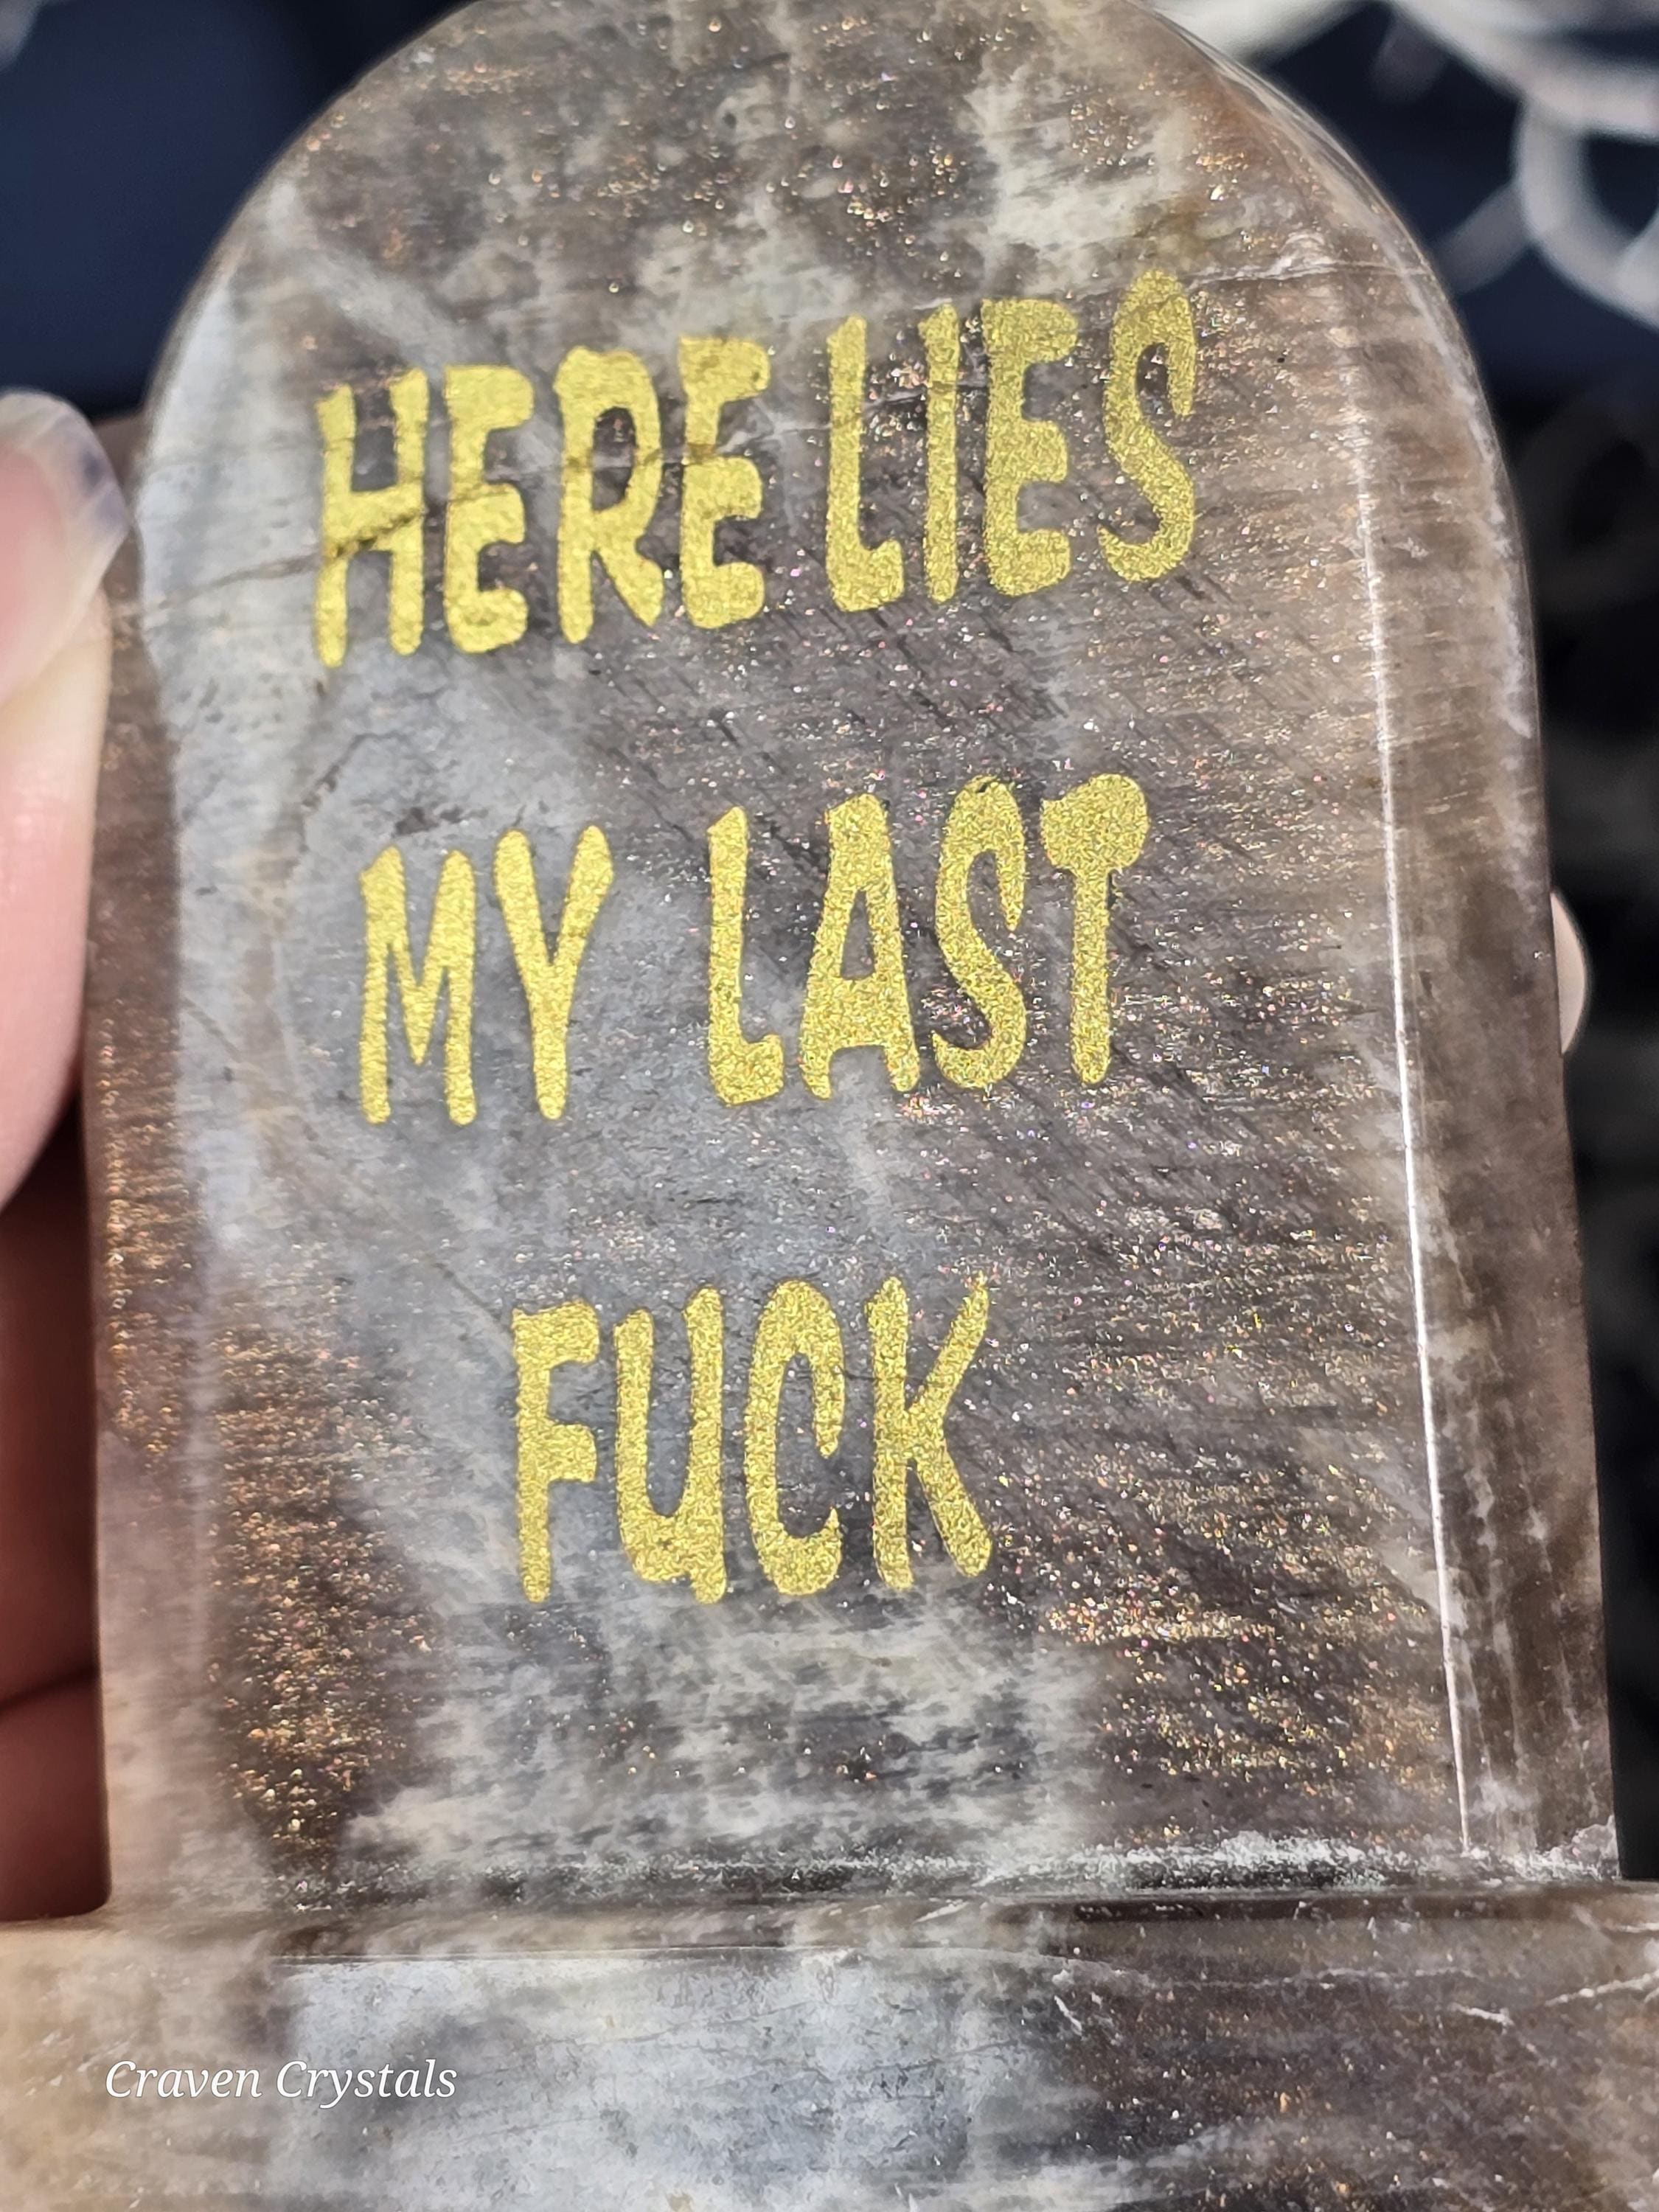 HERE LIES
MY LAST
FUCK
Craven Crystals